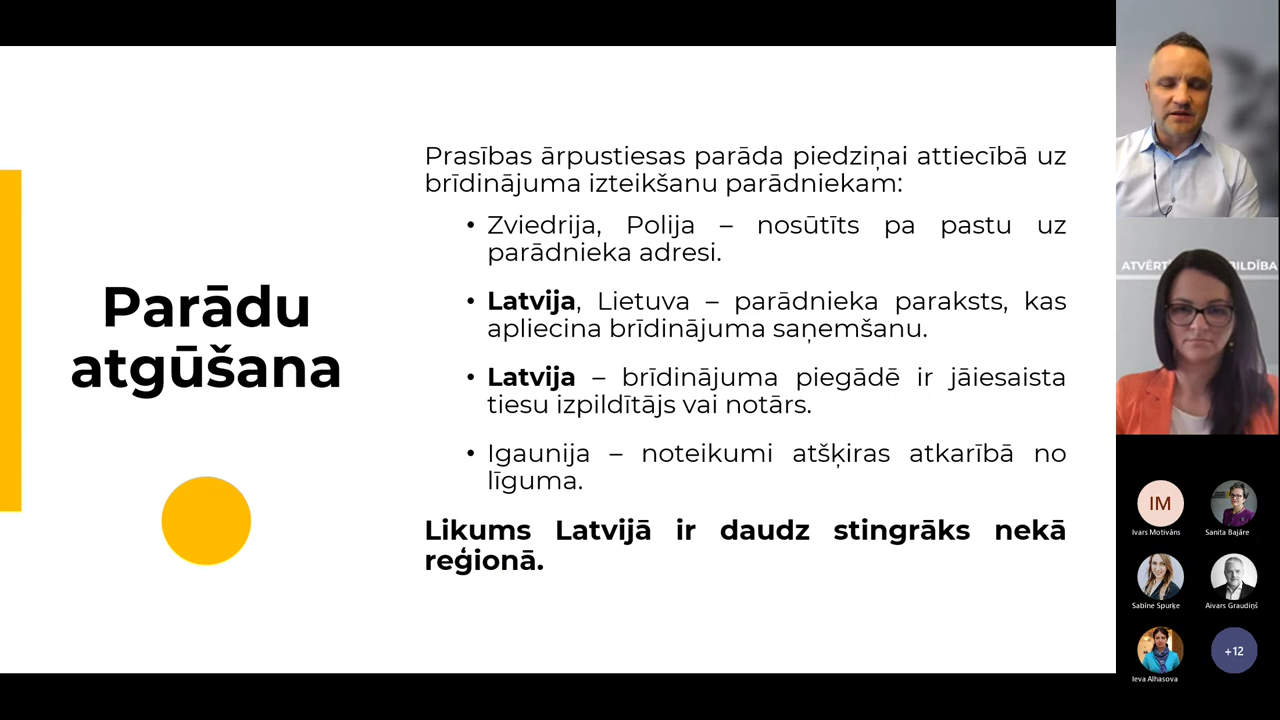 Parādu
atgūšana
Prasības ārpustiesas parāda piedziņai attiecībā uz
brīdinājuma izteikšanu parādniekam:
• Zviedrija, Polija – nosūtīts pa pastu uz
parādnieka adresi.
• Latvija, Lietuva – parādnieka paraksts, kas
apliecina brīdinājuma saņemšanu.
• Latvija – brīdinājuma piegādē ir jāiesaista
tiesu izpildītājs vai notārs.
• Igaunija – noteikumi atšķiras atkarībā no
līguma.
Likums Latvijā ir daudz stingrāks nekā
reģionā.
IM
Ivars Motivāns
Sanita Bajāre
Sabīne Spurķe
Aivars Graudiņš
Ieva Alhasova
+12